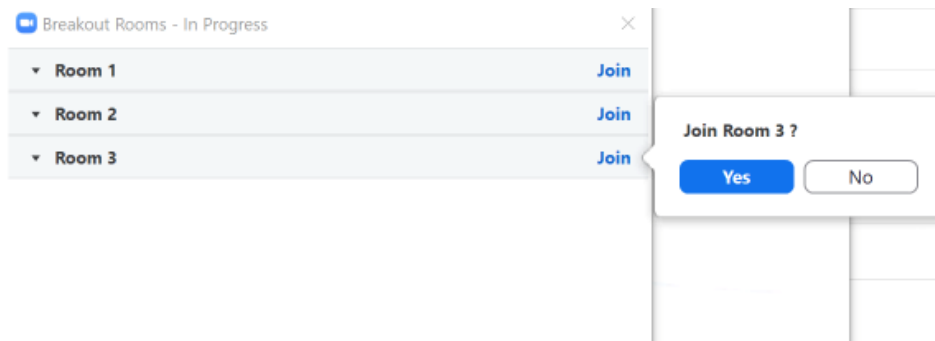 Breakout Rooms - In Progress
Room 1 Join
Room 2 Join
Room 3 Join
Join Room 3 ?
Yes No